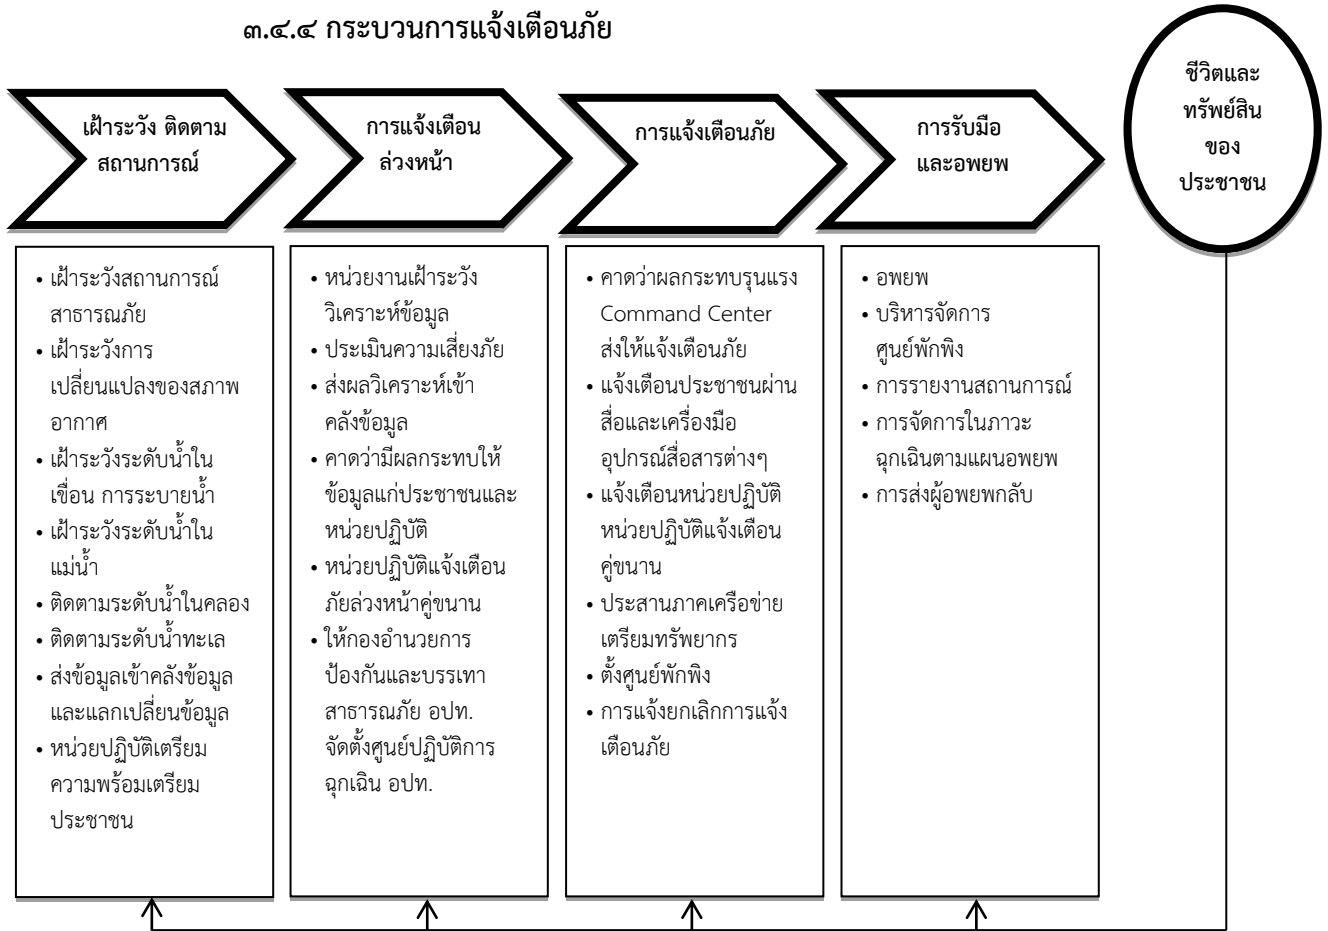 ๓.๔.๔ กระบวนการแจ้งเตือนภัย
เฝ้าระวัง ติดตาม
สถานการณ์
การแจ้งเตือน
ล่วงหน้า
การแจ้งเตือนภัย
การรับมือ
และอพยพ
ชีวิตและ
ทรัพย์สิน
ของ
ประชาชน
• เฝ้าระวังสถานการณ์
สาธารณภัย
• เฝ้าระวังการ
เปลี่ยนแปลงของสภาพ
อากาศ
• เฝ้าระวังระดับน้ำใน
เขื่อน การระบายน้ำ
• เฝ้าระวังระดับน้ำใน
แม่น้ำ
• ติดตามระดับน้ำในคลอง
• ติดตามระดับน้ำทะเล
• ส่งข้อมูลเข้าคลังข้อมูล
และแลกเปลี่ยนข้อมูล
• หน่วยปฏิบัติเตรียม
ความพร้อมเตรียม
ประชาชน
• หน่วยงานเฝ้าระวัง
วิเคราะห์ข้อมูล
• ประเมินความเสี่ยงภัย
• ส่งผลวิเคราะห์เข้า
คลังข้อมูล
• คาดว่ามีผลกระทบให้
ข้อมูลแก่ประชาชนและ
หน่วยปฏิบัติ
• หน่วยปฏิบัติแจ้งเตือน
ภัยล่วงหน้าคู่ขนาน
• ให้กองอำนวยการ
ป้องกันและบรรเทา
สาธารณภัย อปท.
จัดตั้งศูนย์ปฏิบัติการ
ฉุกเฉิน อปท.
• คาดว่าผลกระทบรุนแรง
Command Center
ส่งให้แจ้งเตือนภัย
• แจ้งเตือนประชาชนผ่าน
สื่อและเครื่องมือ
อุปกรณ์สื่อสารต่างๆ
• แจ้งเตือนหน่วยปฏิบัติ
หน่วยปฏิบัติแจ้งเตือน
คู่ขนาน
• ประสานภาคเครือข่าย
เตรียมทรัพยากร
• ตั้งศูนย์พักพิง
• การแจ้งยกเลิกการแจ้ง
เตือนภัย
• อพยพ
• บริหารจัดการ
ศูนย์พักพิง
• การรายงานสถานการณ์
• การจัดการในภาวะ
ฉุกเฉินตามแผนอพยพ
• การส่งผู้อพยพกลับ